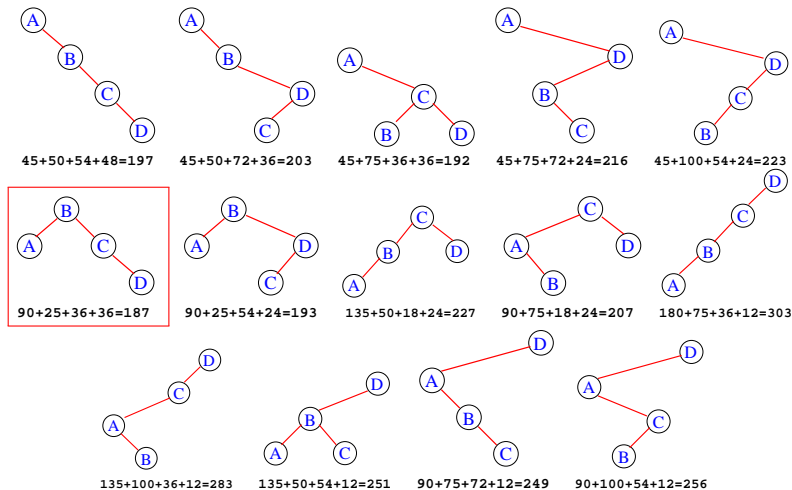 A
B
C
D
45+50+54+48=197
A
B
D
C
45+50+72+36=203
A
C
B D
45+75+36+36=192
A
D
B
C
45+75+72+24=216
A
D
C
B
45+100+54+24=223
B
A C
D
90+25+36+36=187
B
A D
C
90+25+54+24=193
C
B D
A
135+50+18+24=227
C
A D
B
90+75+18+24=207
D
C
B
A
180+75+36+12=303
D
C
A
B
135+100+36+12=283
D
B
A C
135+50+54+12=251
D
A
B
C
90+75+72+12=249
D
A
C
B
90+100+54+12=256